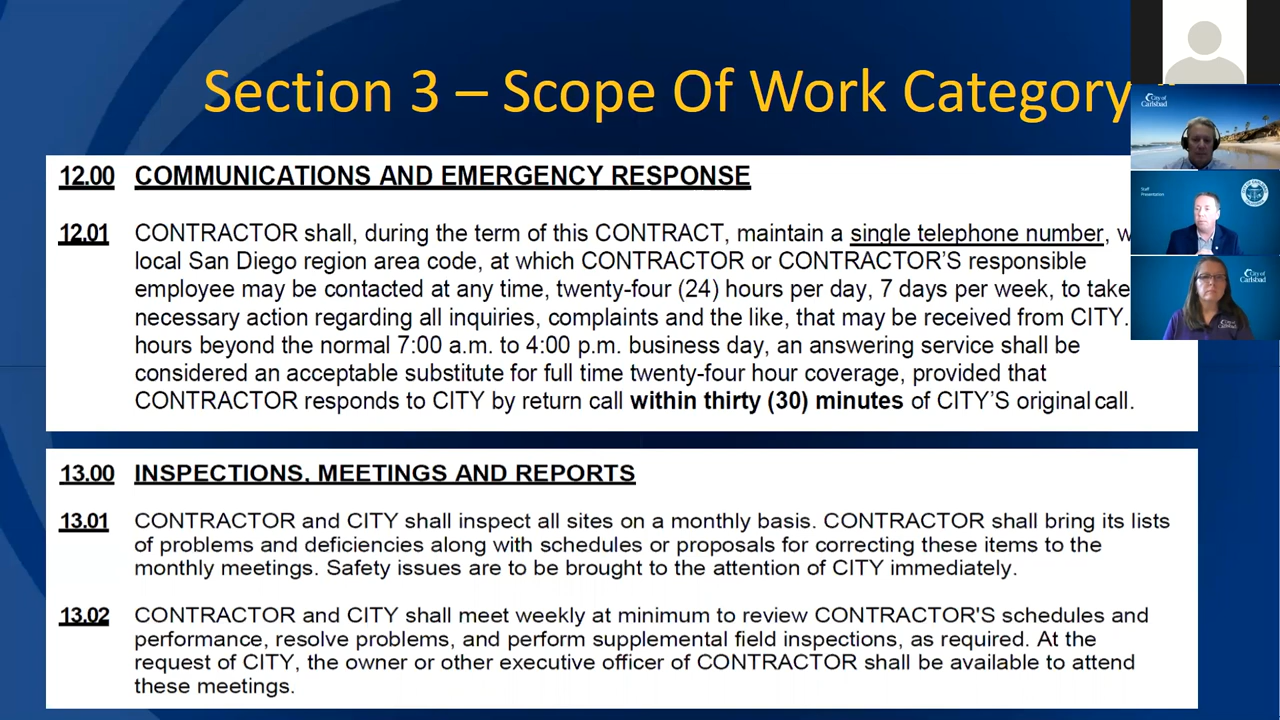 Section 3 – Scope Of Work Category
12.00 COMMUNICATIONS AND EMERGENCY RESPONSE
12.01 CONTRACTOR shall, during the term of this CONTRACT, maintain a single telephone number,
local San Diego region area code, at which CONTRACTOR or CONTRACTOR'S responsible
employee may be contacted at any time, twenty-four (24) hours per day, 7 days per week, to take
necessary action regarding all inquiries, complaints and the like, that may be received from CITY.
hours beyond the normal 7:00 a.m. to 4:00 p.m. business day, an answering service shall be
considered an acceptable substitute for full time twenty-four hour coverage, provided that
CONTRACTOR responds to CITY by return call within thirty (30) minutes of CITY'S original call.
13.00 INSPECTIONS, MEETINGS AND REPORTS
13.01 CONTRACTOR and CITY shall inspect all sites on a monthly basis. CONTRACTOR shall bring its lists
of problems and deficiencies along with schedules or proposals for correcting these items to the
monthly meetings. Safety issues are to be brought to the attention of CITY immediately.
13.02 CONTRACTOR and CITY shall meet weekly at minimum to review CONTRACTOR'S schedules and
performance, resolve problems, and perform supplemental field inspections, as required. At the
request of CITY, the owner or other executive officer of CONTRACTOR shall be available to attend
these meetings.
City of
Carlsbad
Staff
Presentation
City of
Carlsbad